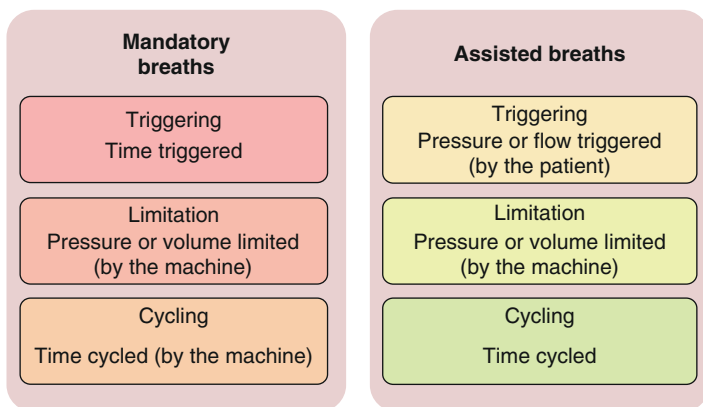 Mandatory
breaths
Triggering
Time triggered
Limitation
Pressure or volume limited
(by the machine)
Cycling
Time cycled (by the machine)
Assisted breaths
Triggering
Pressure or flow triggered
(by the patient)
Limitation
Pressure or volume limited
(by the machine)
Cycling
Time cycled